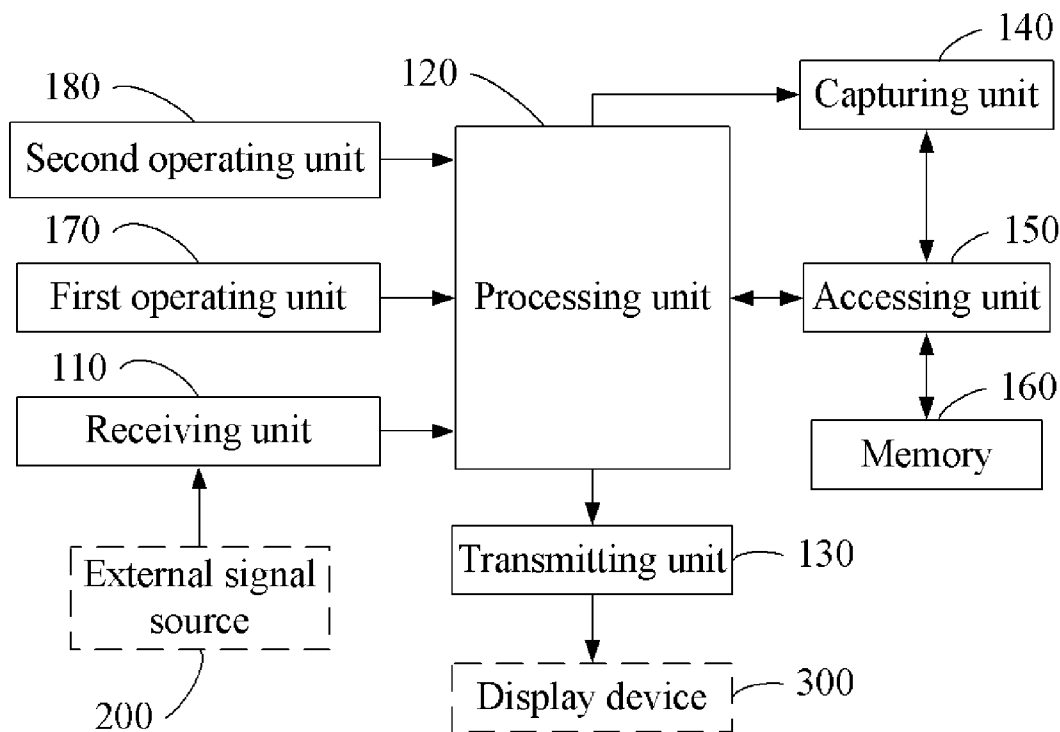 140
120
180
Capturing unit
Second operating unit
170
150
First operating unit
Processing unit
Accessing unit
110
160
Receiving unit
Memory
External signal
source
Transmitting unit
130
200
Display device
300